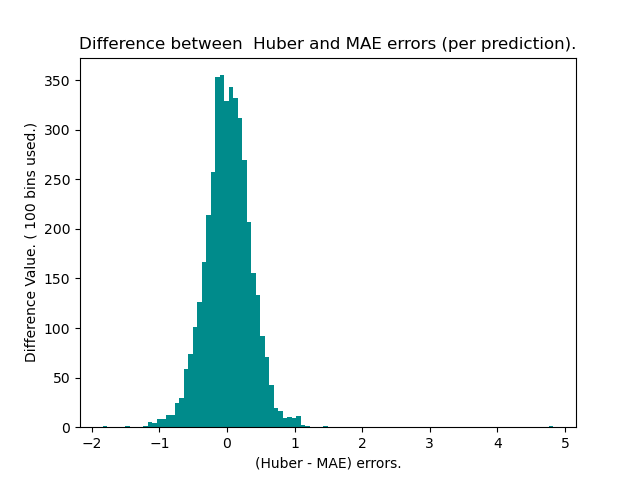 Difference between  Huber and MAE errors (per prediction).
350
300
250
200
150
100
50
0
Difference Value. ( 100 bins used.)
−2 −1 0 1 2 3 4 5
(Huber - MAE) errors.